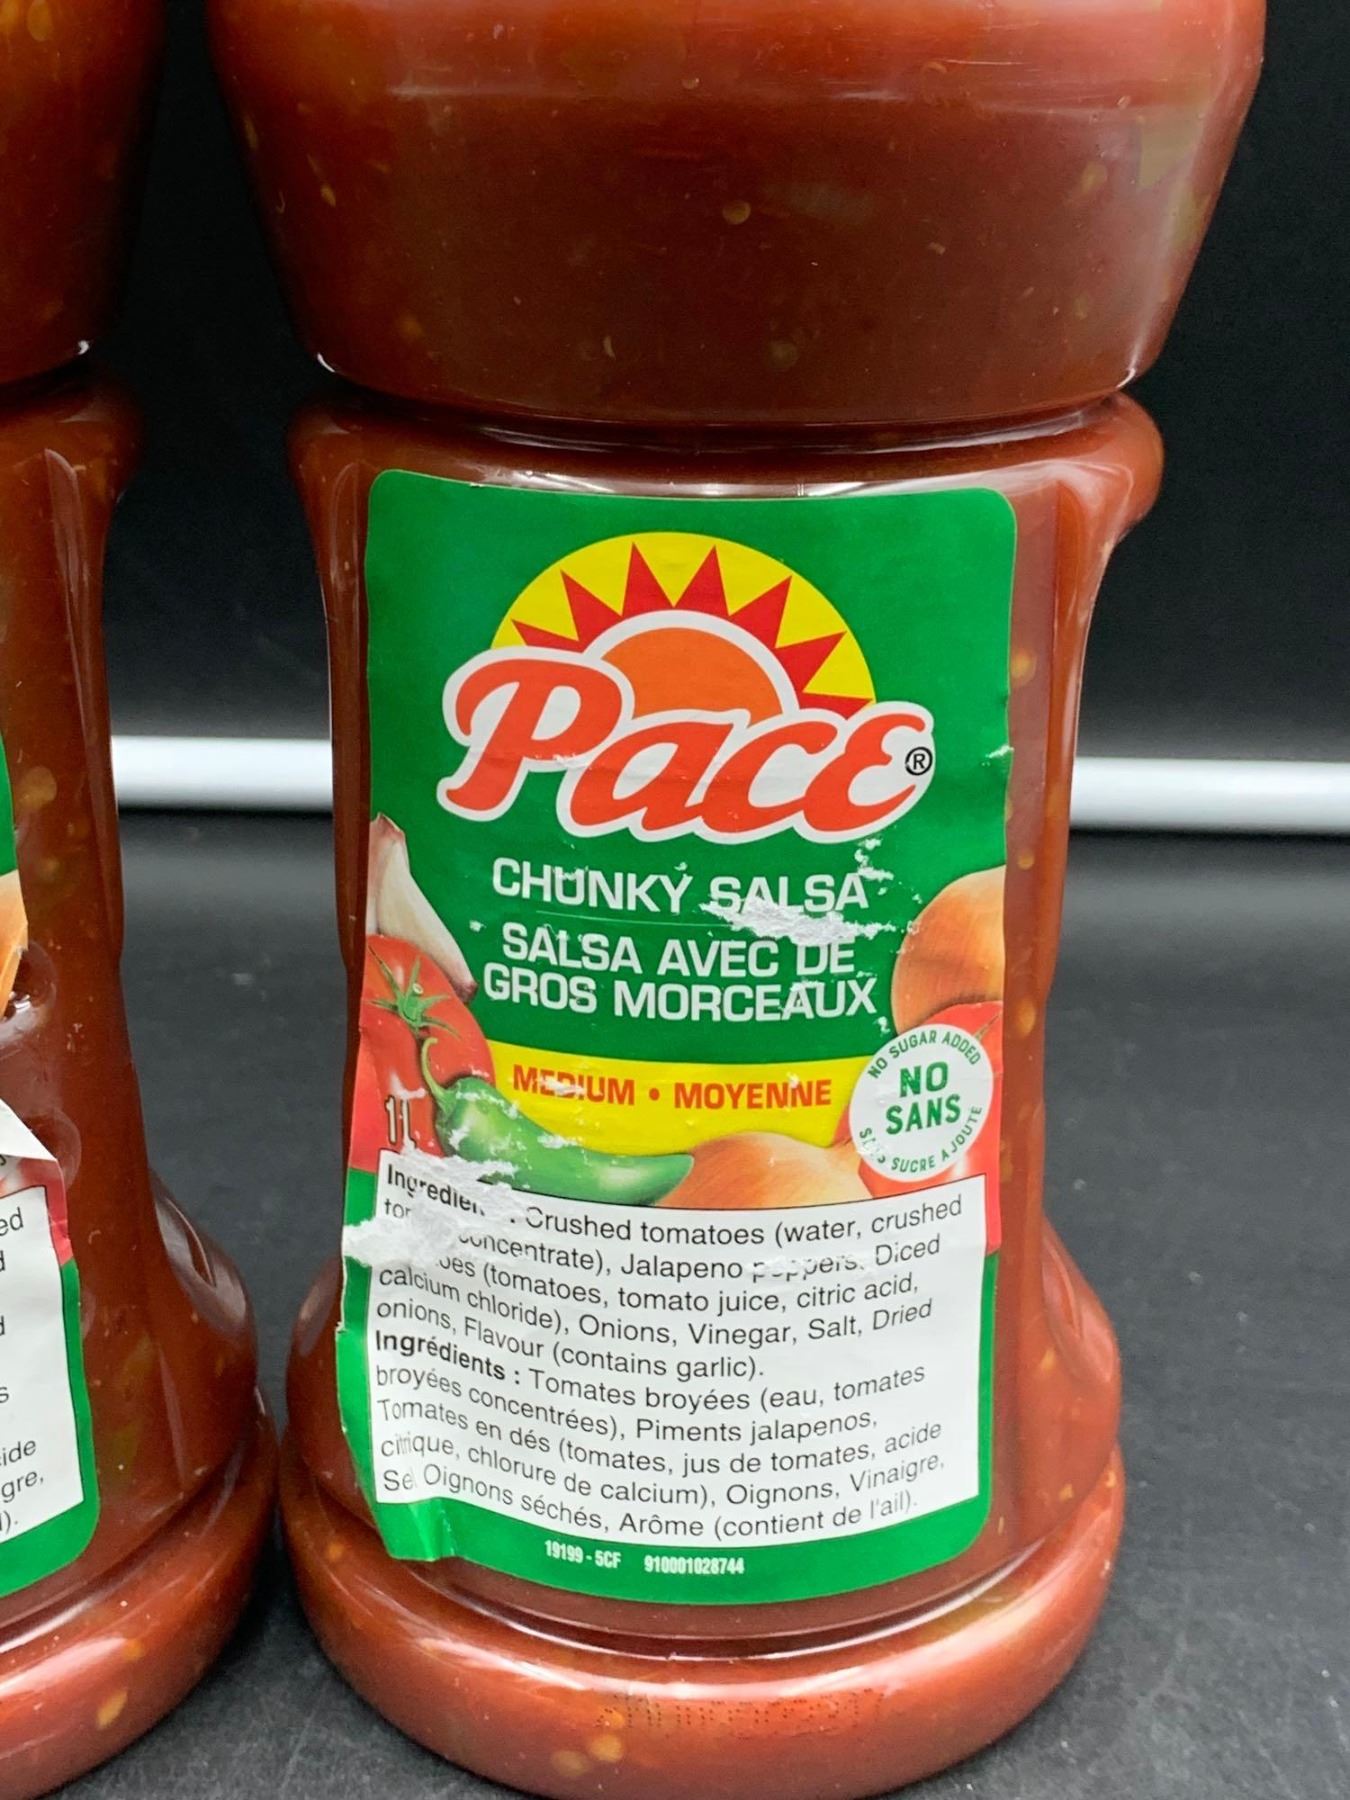 Pace®
CHUNKY SALSA
SALSA AVEC DE
GROS MORCEAUX
MEDIUM • MOYENNE
NO SUGAR ADDED
NO
SANS
SUCRE AJOUTÉ
1 L
Crushed tomatoes (water, crushed
concentrate), Jalapeno peppers, Diced
(tomatoes, tomato juice, citric acid,
calcium chloride), Onions, Vinegar, Salt, Dried
onions, Flavour (contains garlic).
Ingrédients : Tomates broyées (eau, tomates
broyées concentrées), Piments jalapenos,
Tomates en dés (tomates, jus de tomates, acide
citrique, chlorure de calcium), Oignons, Vinaigre,
Sel, Oignons séchés, Arôme (contient de l'ail).
19199 - 5CF 910001028744